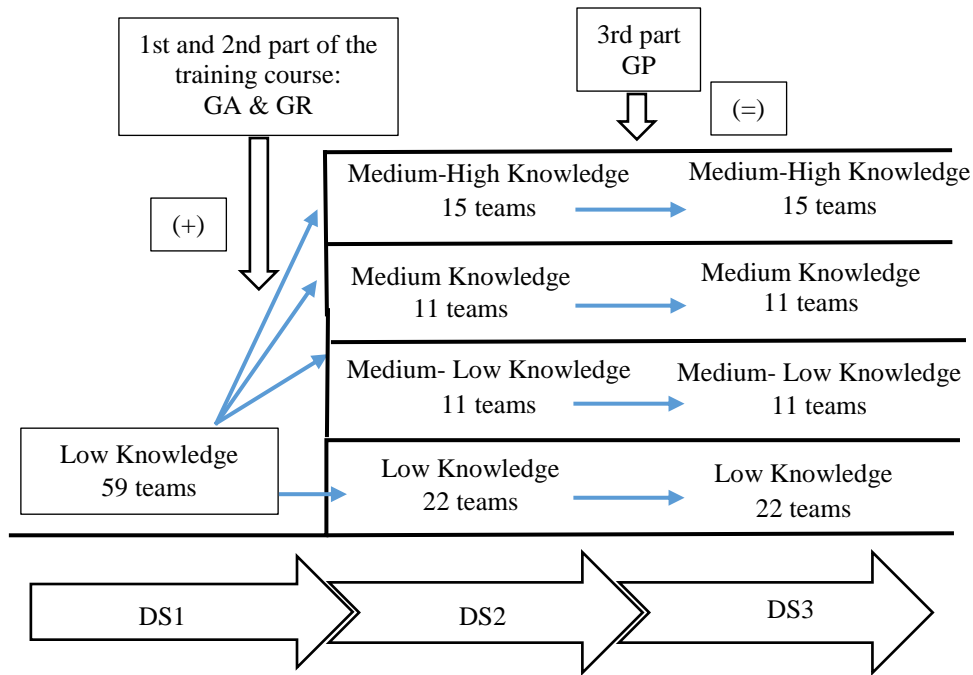 1st and 2nd part of the
training course:
GA & GR
3rd part
GP
(=)
(+)
Medium-High Knowledge
15 teams
Medium-High Knowledge
15 teams
Medium Knowledge
11 teams
Medium Knowledge
11 teams
Medium- Low Knowledge
11 teams
Medium- Low Knowledge
11 teams
Low Knowledge
59 teams
Low Knowledge
22 teams
Low Knowledge
22 teams
DS1
DS2
DS3